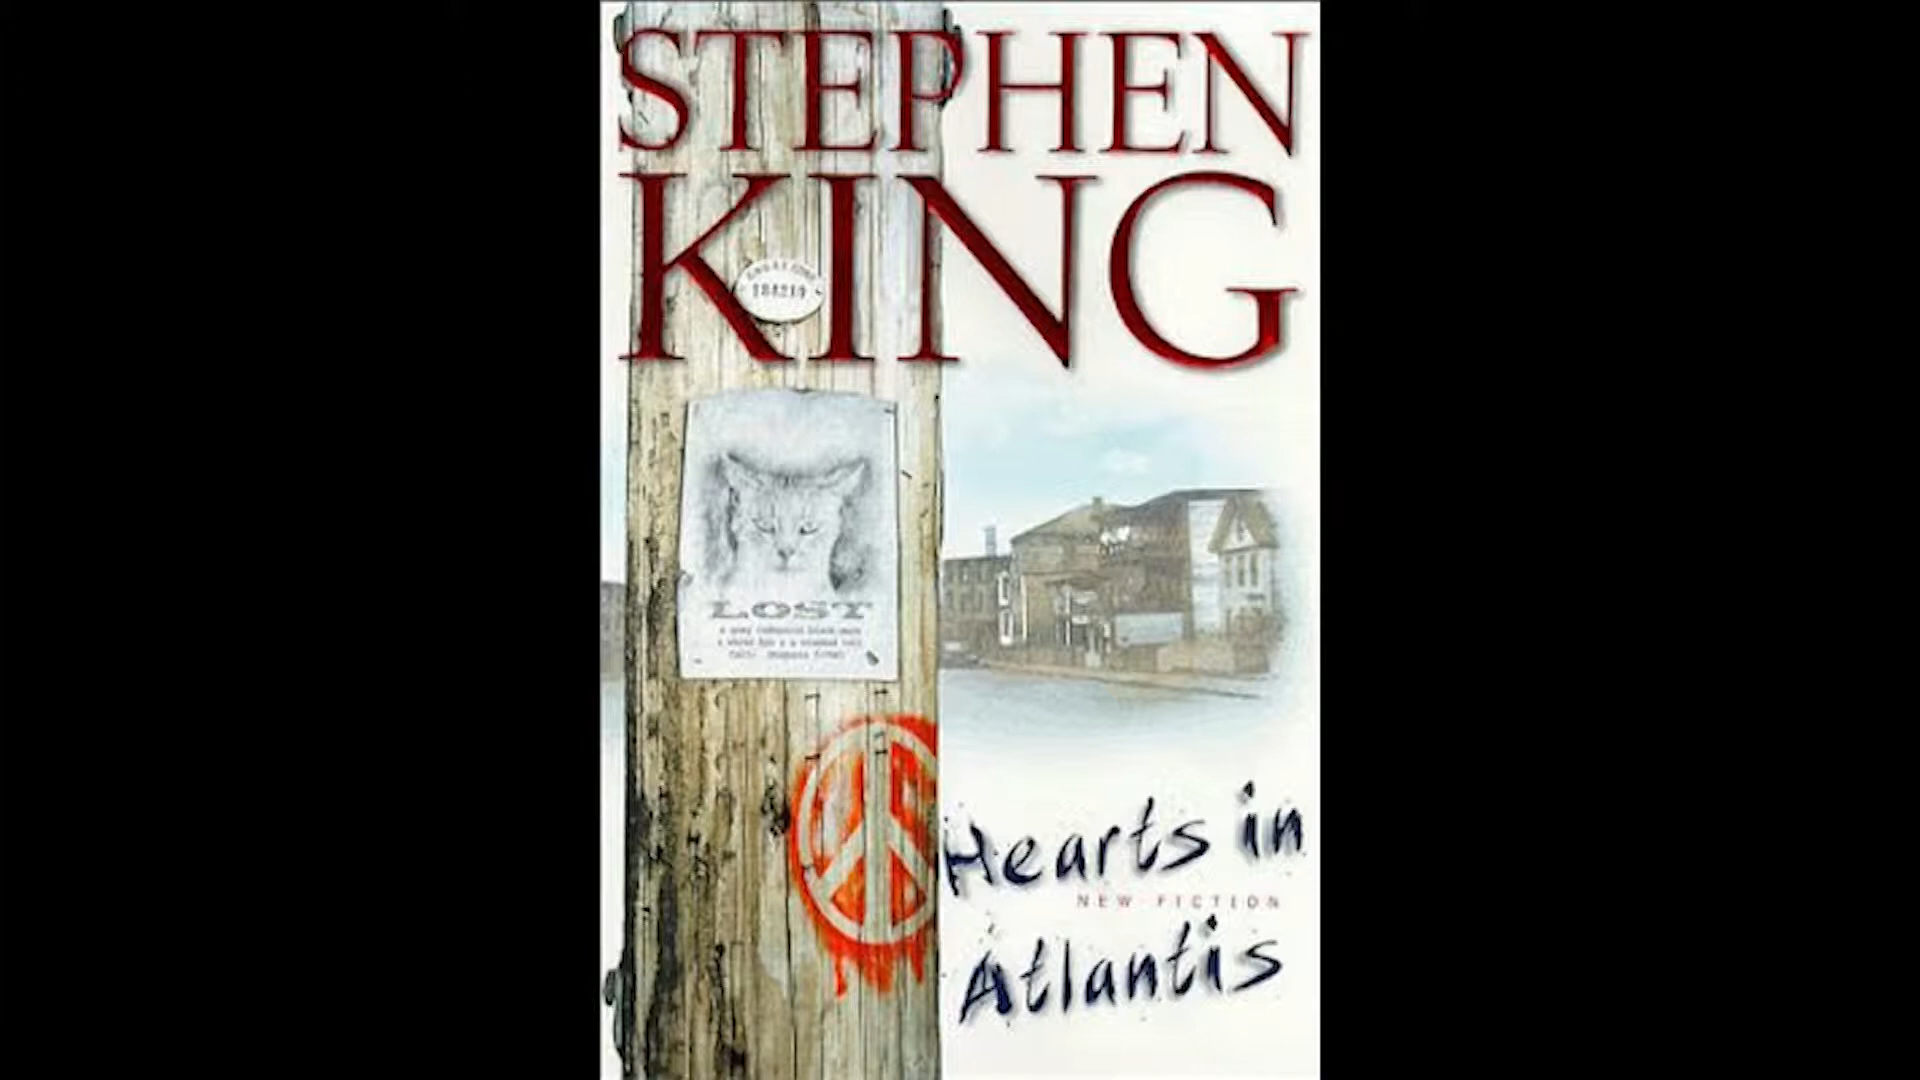 STEPHEN
KING
LOST
Hearts in
NEW FICTION
Atlantis